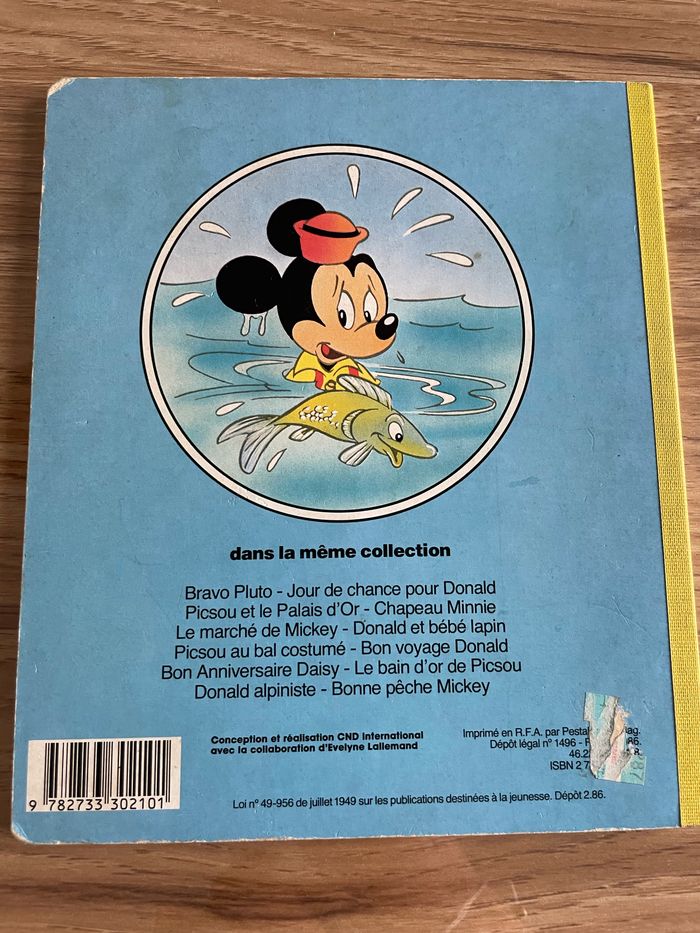 dans la même collection
Bravo Pluto - Jour de chance pour Donald
Picsou et le Palais d'Or - Chapeau Minnie
Le marché de Mickey - Donald et bébé lapin
Picsou au bal costumé - Bon voyage Donald
Bon Anniversaire Daisy - Le bain d'or de Picsou
Donald alpiniste - Bonne pêche Mickey
Conception et réalisation CND International
avec la collaboration d'Evelyne Lallemand
Imprimé en R.F.A. par
Dépôt légal n° 1496 -
ISBN 2 7
9 782733 302101
Loi n° 49-956 de juillet 1949 sur les publications destinées à la jeunesse. Dépôt 2.86.